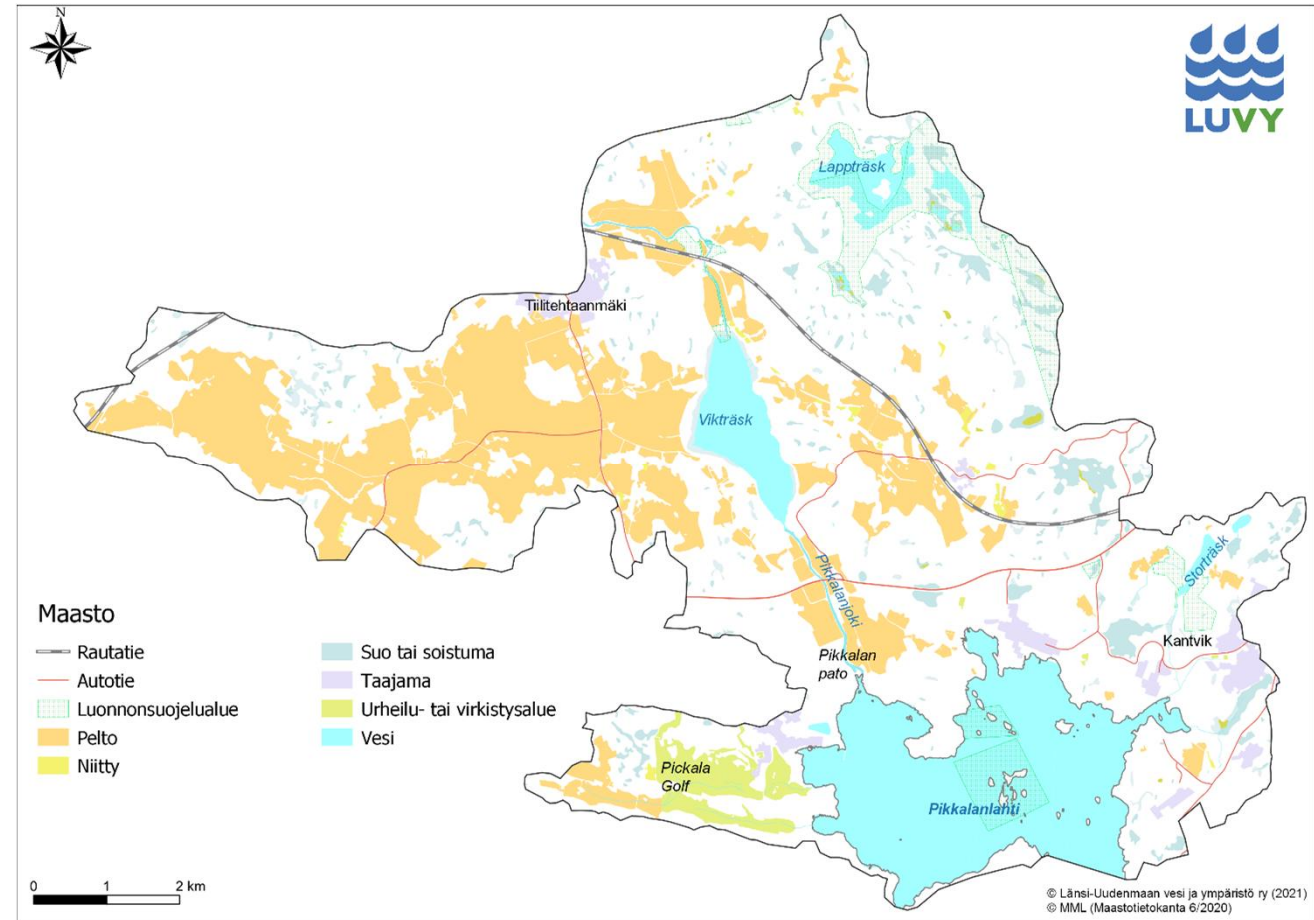 N
LUVY
Lappträsk
Tiilitehtaanmäki
Vikträsk
Storträsk
Pikkalanjoki
Kantvik
Pikkalan
pato
Pickala
Golf
Pikkalanlahti
Maasto
Rautatie
Autotie
Luonnonsuojelualue
Pelto
Niitty
Suo tai soistuma
Taajama
Urheilu- tai virkistysalue
Vesi
0 1 2 km
© Länsi-Uudenmaan vesi ja ympäristö ry (2021)
© MML (Maastotietokanta 6/2020)